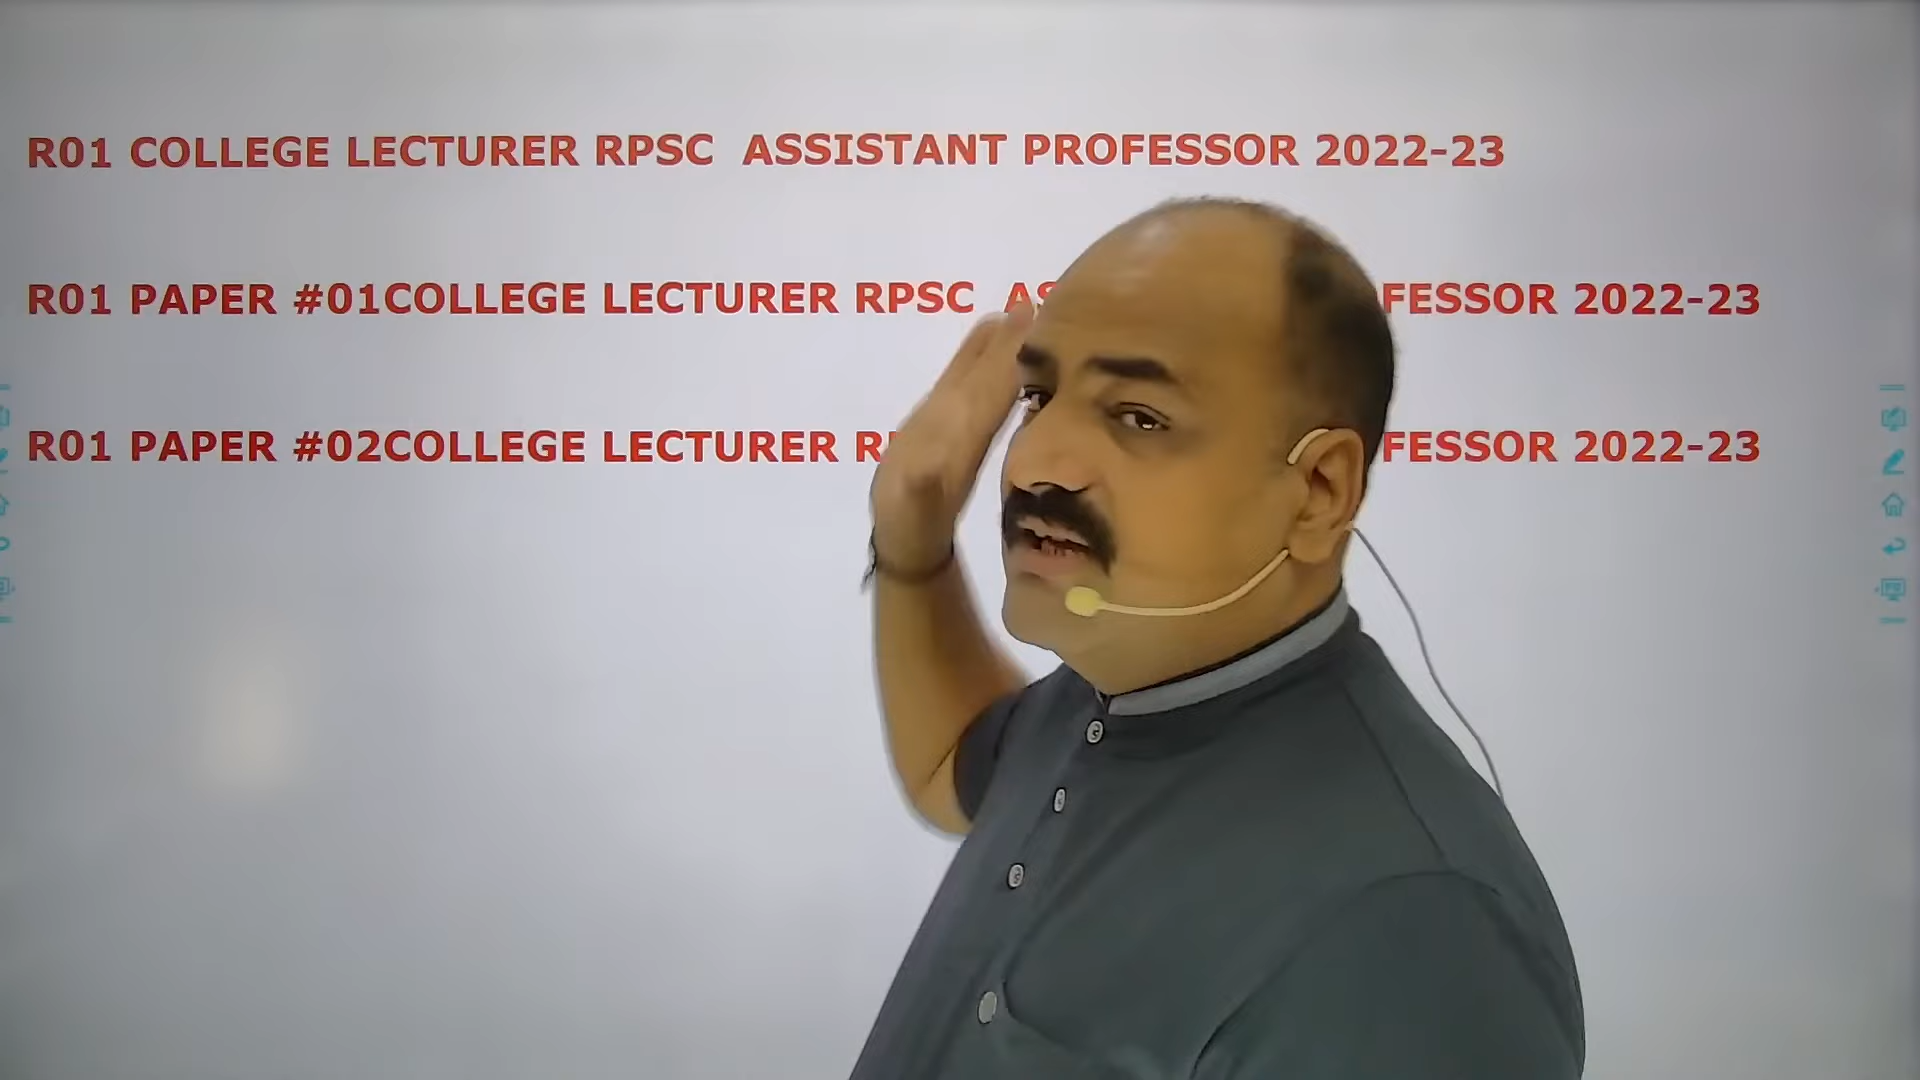 R01 COLLEGE LECTURER RPSC ASSISTANT PROFESSOR 2022-23
R01 PAPER #01COLLEGE LECTURER RPSC AS FESSOR 2022-23
R01 PAPER #02COLLEGE LECTURER R FESSOR 2022-23